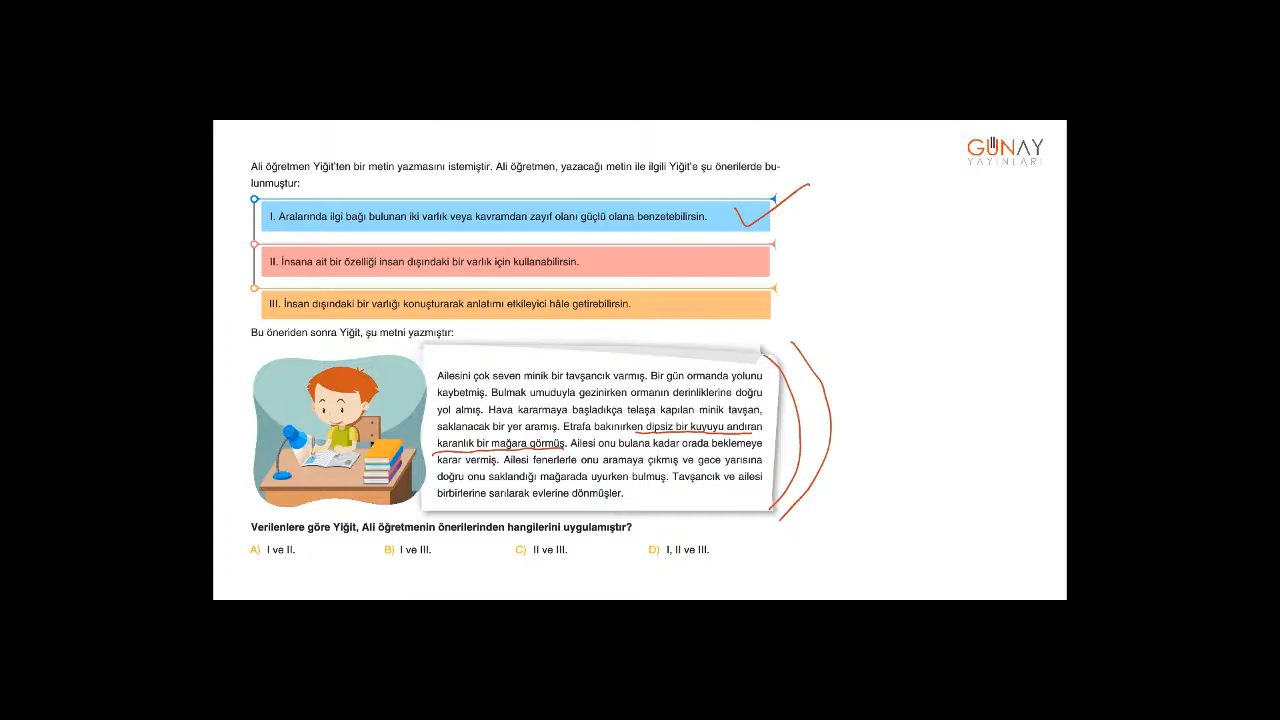 GÜNAY
YAYINLARI
Ali öğretmen Yiğit'ten bir metin yazmasını istemiştir. Ali öğretmen, yazacağı metin ile ilgili Yiğit'e şu önerilerde bu-
lunmuştur:
I. Aralarında ilgi bağı bulunan iki varlık veya kavramdan zayıf olanı güçlü olana benzetebilirsin.
II. İnsana ait bir özelliği insan dışındaki bir varlık için kullanabilirsin.
III. İnsan dışındaki bir varlığı konuşturarak anlatımı etkileyici hâle getirebilirsin.
Bu öneriden sonra Yiğit, şu metni yazmıştır:
Ailesini çok seven minik bir tavşancık varmış. Bir gün ormanda yolunu
kaybetmiş. Bulmak umuduyla gezinirken ormanın derinliklerine doğru
yol almış. Hava kararmaya başladıkça telaşa kapılan minik tavşan,
saklanacak bir yer aramış. Etrafa bakınırken dipsiz bir kuyuyu andıran
karanlık bir mağara görmüş. Ailesi onu bulana kadar orada beklemeye
karar vermiş. Ailesi fenerlerle onu aramaya çıkmış ve gece yarısına
doğru onu saklandığı mağarada uyurken bulmuş. Tavşancık ve ailesi
birbirlerine sarılarak evlerine dönmüşler.
Verilenlere göre Yiğit, Ali öğretmenin önerilerinden hangilerini uygulamıştır?
A) I ve II. B) I ve III. C) II ve III. D) I, II ve III.